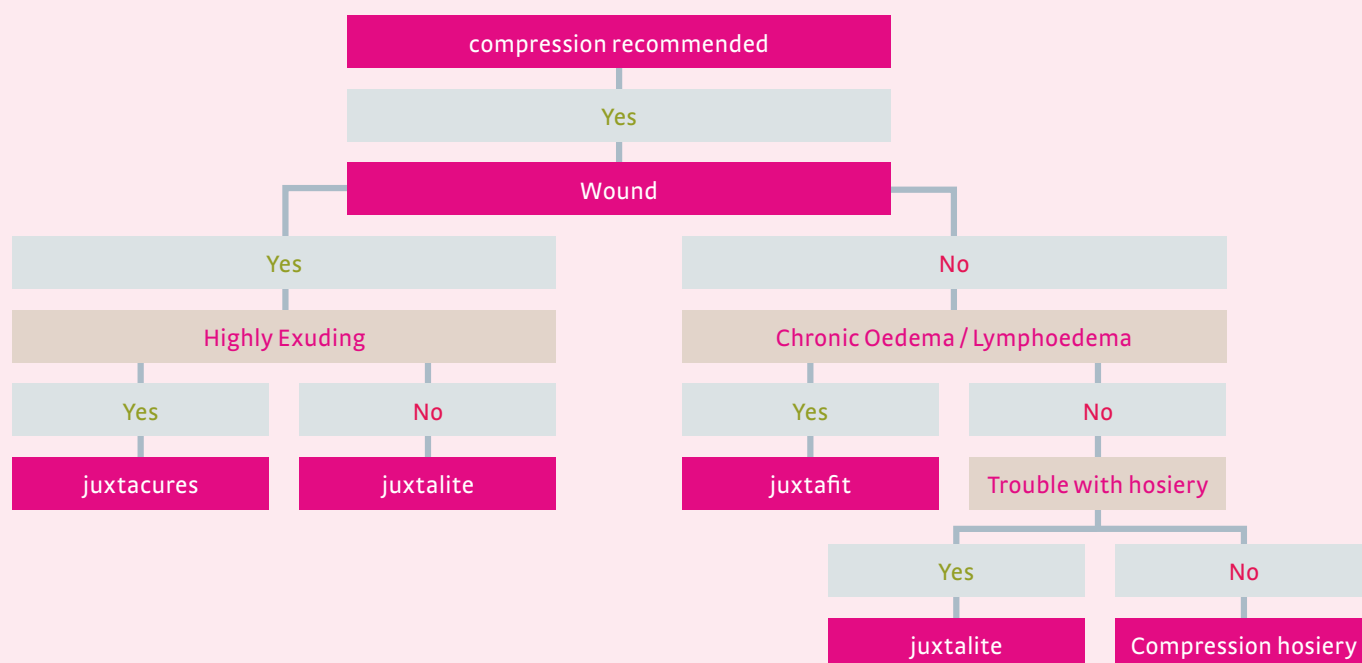 compression recommended
Yes
Wound
Yes
No
Highly Exuding
Chronic Oedema / Lymphoedema
Yes
No
Yes
No
juxtacures
juxtalite
juxtafit
Trouble with hosiery
Yes
No
juxtalite
Compression hosiery